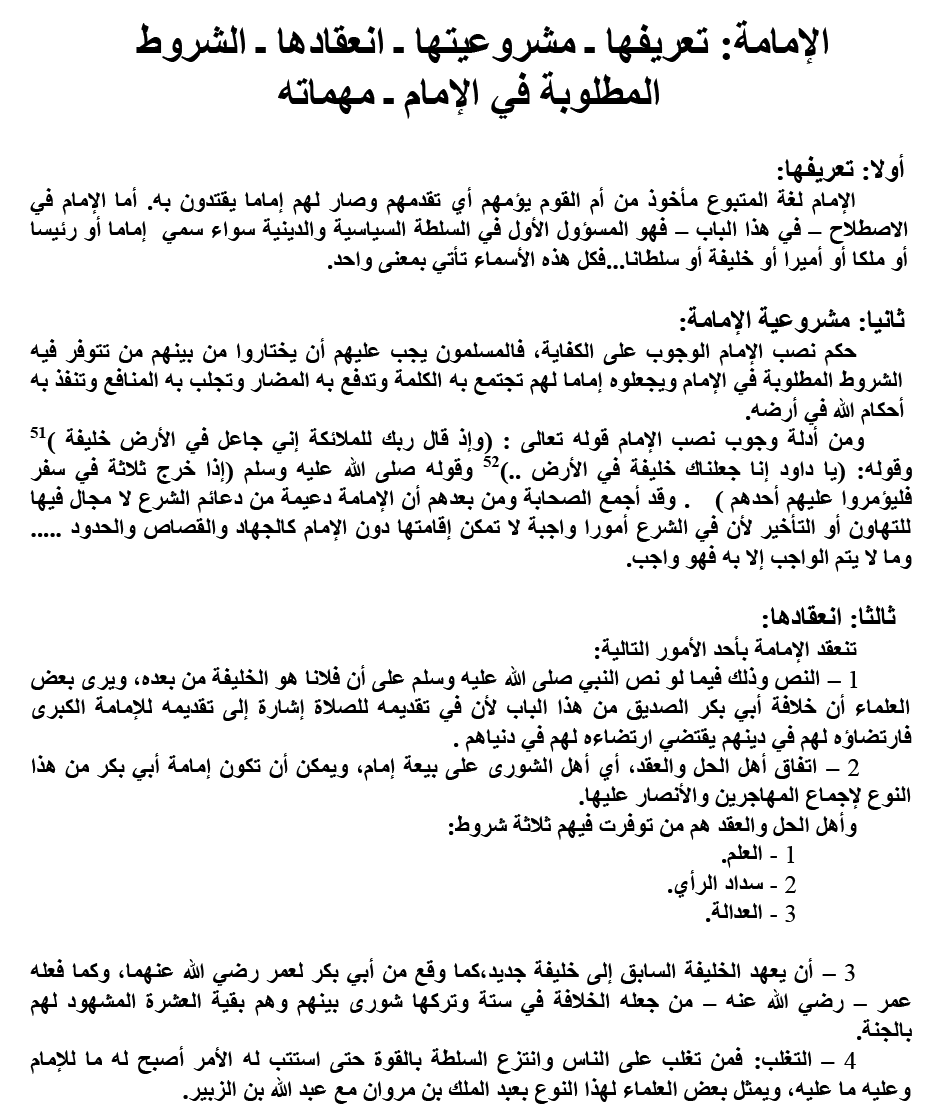 الإمامة: تعريفها ـ مشروعيتها ـ انعقادها ـ الشروط
المطلوبة في الإمام ـ مهماته
أولا: تعريفها:
الإمام لغة المتبوع مأخوذ من أم القوم يؤمهم أي تقدمهم وصار لهم إماما يقتدون به. أما الإمام في
الاصطلاح – في هذا الباب – فهو المسؤول الأول في السلطة السياسية والدينية سواء سمي إماما أو رئيسا
أو ملكا أو أميرا أو خليفة أو سلطانا...فكل هذه الأسماء تأتي بمعنى واحد.
ثانيا: مشروعية الإمامة:
حكم نصب الإمام الوجوب على الكفاية، فالمسلمون يجب عليهم أن يختاروا من بينهم من تتوفر فيه
الشروط المطلوبة في الإمام ويجعلوه إماما لهم تجتمع به الكلمة وتدفع به المضار وتجلب به المنافع وتنفذ به
أحكام الله في أرضه.
ومن أدلة وجوب نصب الإمام قوله تعالى : (وإذ قال ربك للملائكة إني جاعل في الأرض خليفة )51
وقوله: (يا داود إنا جعلناك خليفة في الأرض ..)52 وقوله صلى الله عليه وسلم (إذا خرج ثلاثة في سفر
فليؤمروا عليهم أحدهم ) . وقد أجمع الصحابة ومن بعدهم أن الإمامة دعيمة من دعائم الشرع لا مجال فيها
للتهاون أو التأخير لأن في الشرع أمورا واجبة لا تمكن إقامتها دون الإمام كالجهاد والقصاص والحدود .....
وما لا يتم الواجب إلا به فهو واجب.
ثالثا: انعقادها:
تنعقد الإمامة بأحد الأمور التالية:
1 – النص وذلك فيما لو نص النبي صلى الله عليه وسلم على أن فلانا هو الخليفة من بعده، ويرى بعض
العلماء أن خلافة أبي بكر الصديق من هذا الباب لأن في تقديمه للصلاة إشارة إلى تقديمه للإمامة الكبرى
فارتضاؤه لهم في دينهم يقتضي ارتضاءه لهم في دنياهم .
2 – اتفاق أهل الحل والعقد، أي أهل الشورى على بيعة إمام، ويمكن أن تكون إمامة أبي بكر من هذا
النوع لإجماع المهاجرين والأنصار عليها.
وأهل الحل والعقد هم من توفرت فيهم ثلاثة شروط:
1 - العلم.
2 - سداد الرأي.
3 - العدالة.
3 – أن يعهد الخليفة السابق إلى خليفة جديد،كما وقع من أبي بكر لعمر رضي الله عنهما، وكما فعله
عمر – رضي الله عنه – من جعله الخلافة في ستة وتركها شورى بينهم وهم بقية العشرة المشهود لهم
بالجنة.
4 – التغلب: فمن تغلب على الناس وانتزع السلطة بالقوة حتى استتب له الأمر أصبح له ما للإمام
وعليه ما عليه، ويمثل بعض العلماء لهذا النوع بعبد الملك بن مروان مع عبد الله بن الزبير.